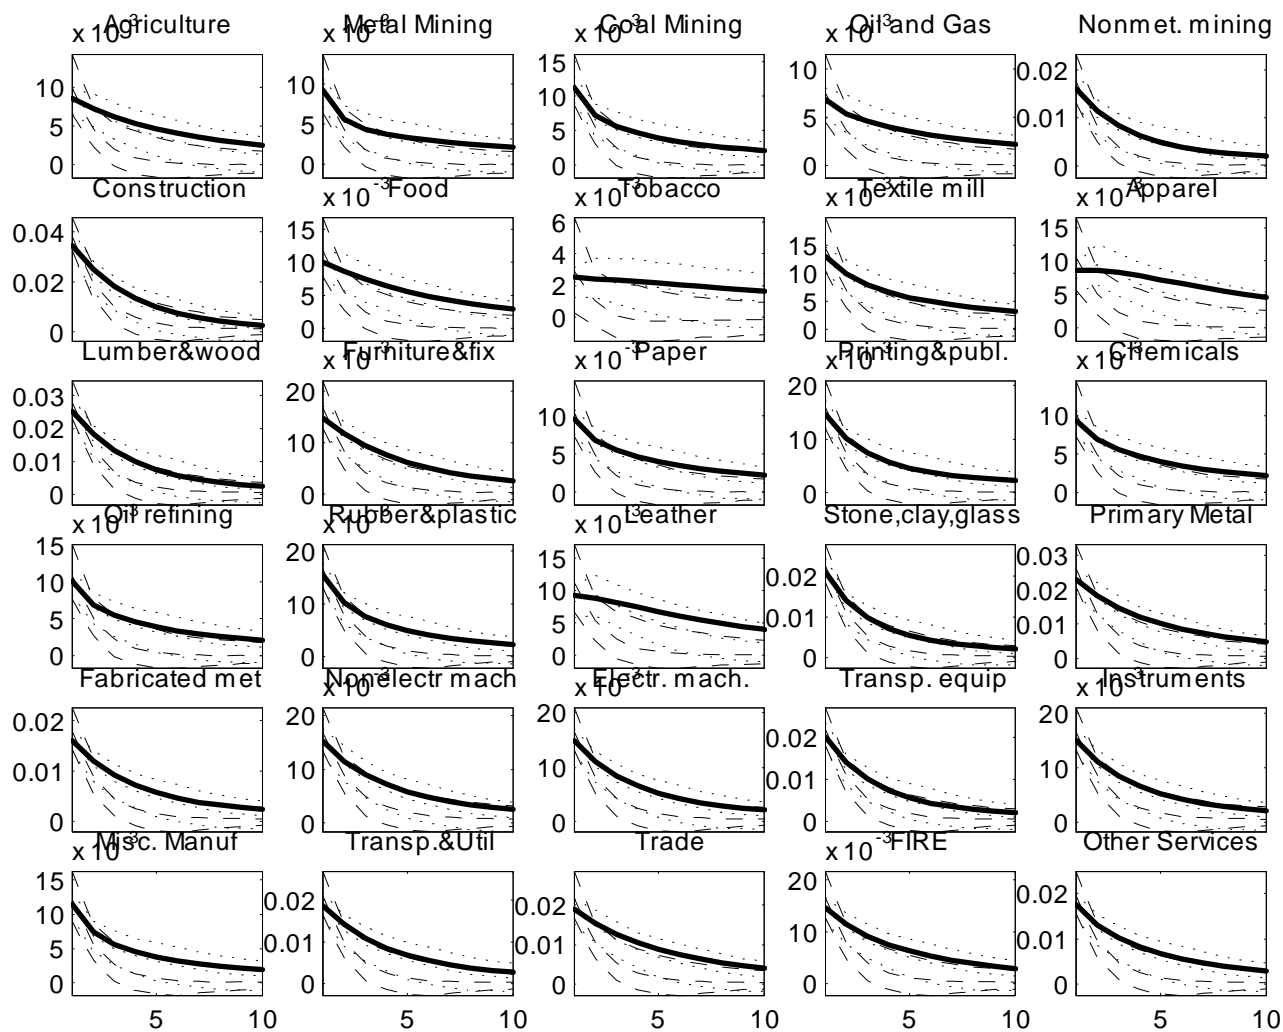 Agriculture
x 10-3
10
5
0
Metal Mining
x 10-3
10
5
0
Coal Mining
x 10-3
15
10
5
0
Oil and Gas
x 10-3
10
5
0
Nonmet. mining
0.02
0.01
0
Construction
0.04
0.02
0
Food
x 10-3
15
10
5
0
Tobacco
x 10-3
6
4
2
0
Textile mill
x 10-3
15
10
5
0
Apparel
x 10-3
15
10
5
0
Lumber&wood
0.03
0.02
0.01
0
Furniture&fix
x 10-3
20
10
0
Paper
x 10-3
10
5
0
Printing&publ.
x 10-3
20
10
0
Chemicals
x 10-3
10
5
0
Oil refining
x 10-3
15
10
5
0
Rubber&plastic
x 10-3
20
10
0
Leather
x 10-3
15
10
5
0
Stone,clay,glass
0.02
0.01
0
Primary Metal
0.03
0.02
0.01
0
Fabricated met
0.02
0.01
0
Nonelectr mach
x 10-3
20
10
0
Electr. mach.
x 10-3
20
10
0
Transp. equip
0.02
0.01
0
Instruments
x 10-3
20
10
0
Misc. Manuf
x 10-3
15
10
5
0
5 10
Transp.&Util
0.02
0.01
0
5 10
Trade
0.02
0.01
0
5 10
FIRE
x 10-3
20
10
0
5 10
Other Services
0.02
0.01
0
5 10